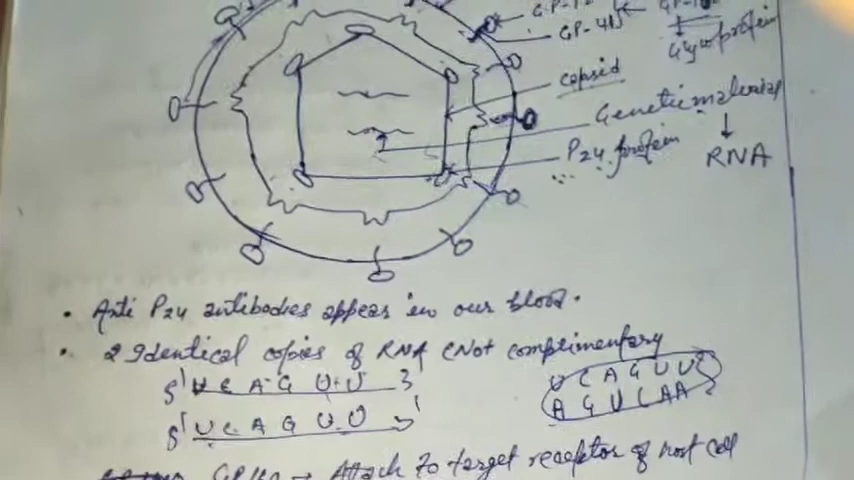 GP-41
Glycoprotein
capsid
Genetic material
RNA
P24 protein
• Anti P24 antibodies appear in our blood.
• 2 Identical copies of RNA (Not complimentary
5' U C A G U U 3'
U C A G U U
5' U C A G U U 3'
A G U C A A
GP120 → Attach to target receptor of host cell